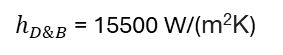 h_D&B = 15500 W/(m²K)